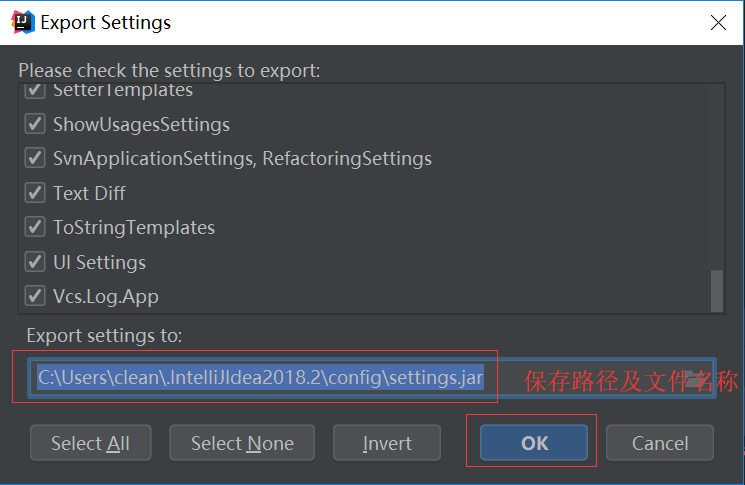 IJ
Export Settings
Please check the settings to export:
SetterTemplates
ShowUsagesSettings
SvnApplicationSettings, RefactoringSettings
Text Diff
ToStringTemplates
UI Settings
Vcs.Log.App
Export settings to:
C:\Users\clean\.IntelliJIdea2018.2\config\settings.jar 保存路径及文件名称
Select All Select None Invert OK Cancel